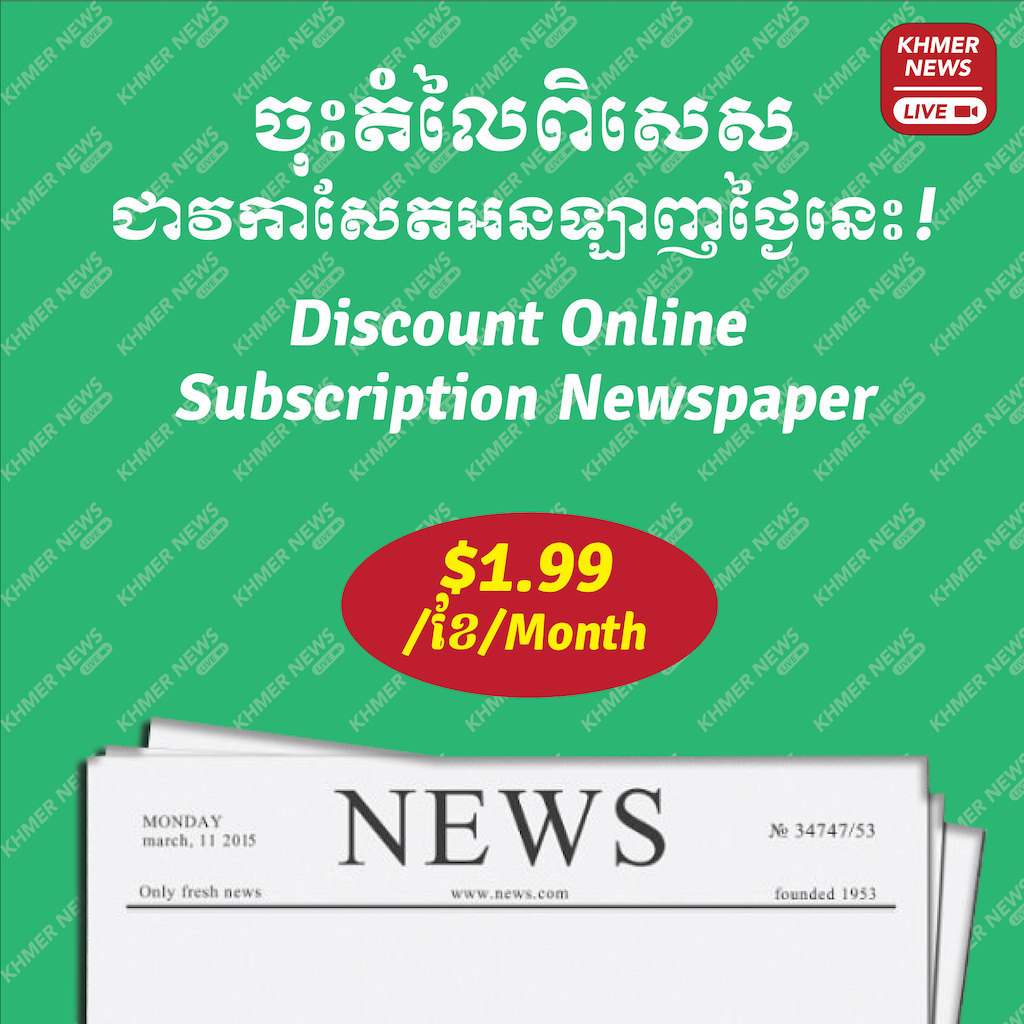 KHMER
NEWS
LIVE
ចុះតំលៃពិសេស
ជាវកាសែតអនឡាញថ្ងៃនេះ!
Discount Online
Subscription Newspaper
$1.99
/ខែ/Month
NEWS
MONDAY
march, 11 2015
№ 34747/53
Only fresh news
www.news.com
founded 1953